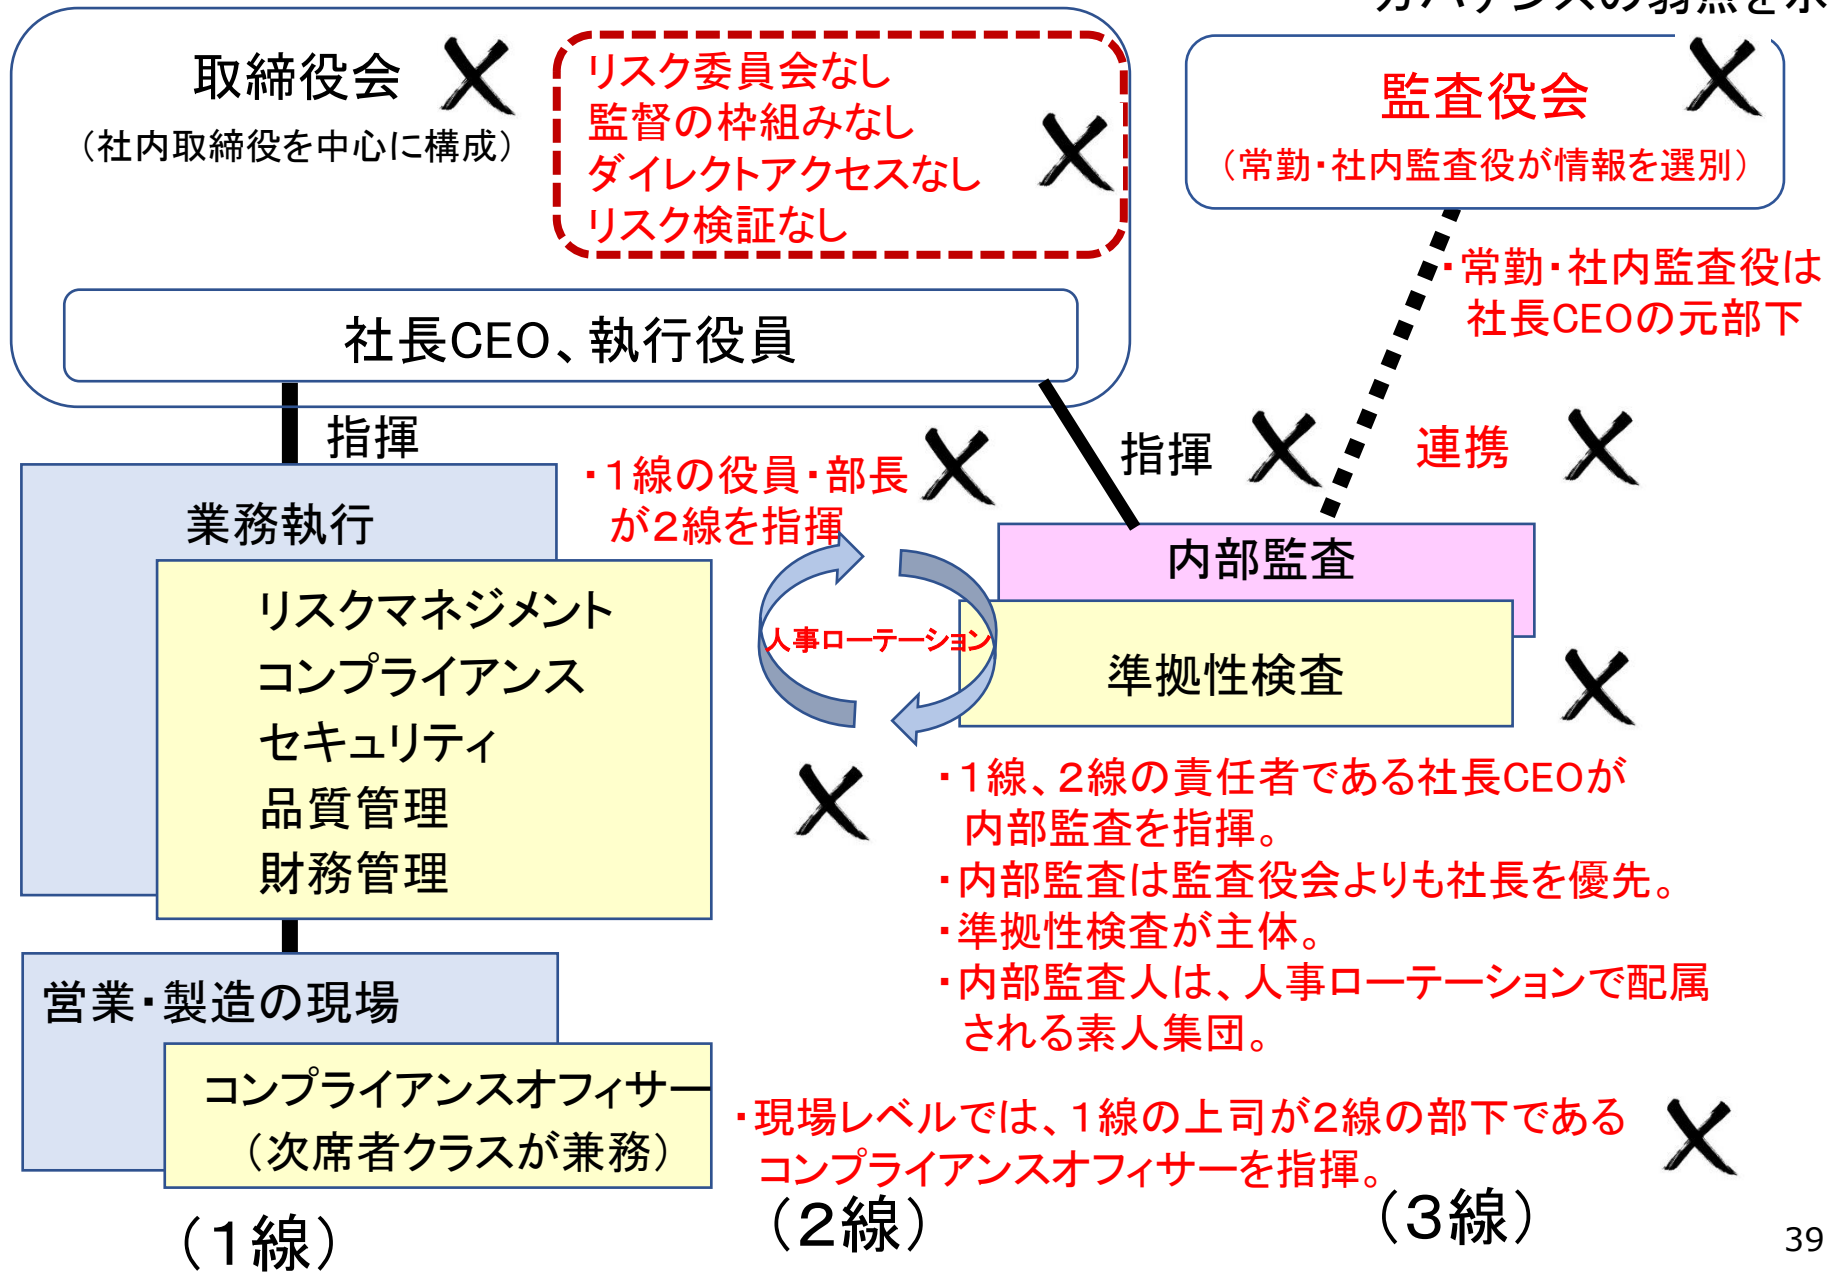 ガバナンスの弱点を示
取締役会
（社内取締役を中心に構成）
リスク委員会なし
監督の枠組みなし
ダイレクトアクセスなし
リスク検証なし
監査役会
（常勤・社内監査役が情報を選別）
・常勤・社内監査役は
社長CEOの元部下
社長CEO、執行役員
指揮
・１線の役員・部長
が２線を指揮
指揮
連携
業務執行
リスクマネジメント
コンプライアンス
セキュリティ
品質管理
財務管理
人事ローテーション
内部監査
準拠性検査
・１線、２線の責任者である社長CEOが
内部監査を指揮。
・内部監査は監査役会よりも社長を優先。
・準拠性検査が主体。
・内部監査人は、人事ローテーションで配属
される素人集団。
営業・製造の現場
コンプライアンスオフィサー
（次席者クラスが兼務）
・現場レベルでは、１線の上司が２線の部下である
コンプライアンスオフィサーを指揮。
（１線）
（２線）
（３線）
39